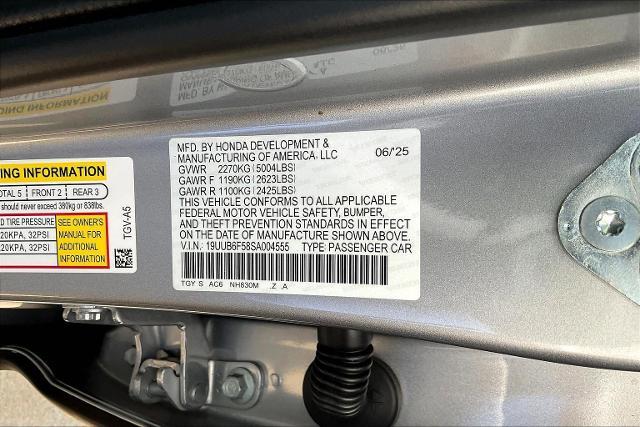 ING INFORMATION
OTAL 5 FRONT 2 REAR 3
should never exceed 380kg or 838lbs.
D TIRE PRESSURE
20KPA, 32PSI
20KPA, 32PSI
SEE OWNER'S
MANUAL FOR
ADDITIONAL
INFORMATION
TGV-A5
MFD. BY HONDA DEVELOPMENT &
MANUFACTURING OF AMERICA, LLC
06/25
GVWR 2270KG(5004LBS)
GAWR F 1190KG(2623LBS)
GAWR R 1100KG(2425LBS)
THIS VEHICLE CONFORMS TO ALL APPLICABLE
FEDERAL MOTOR VEHICLE SAFETY, BUMPER,
AND THEFT PREVENTION STANDARDS IN EFFECT
ON THE DATE OF MANUFACTURE SHOWN ABOVE.
V.I.N. 19UUB6F58SA004555 TYPE PASSENGER CAR
TGY S AC6 NH830M .Z .A